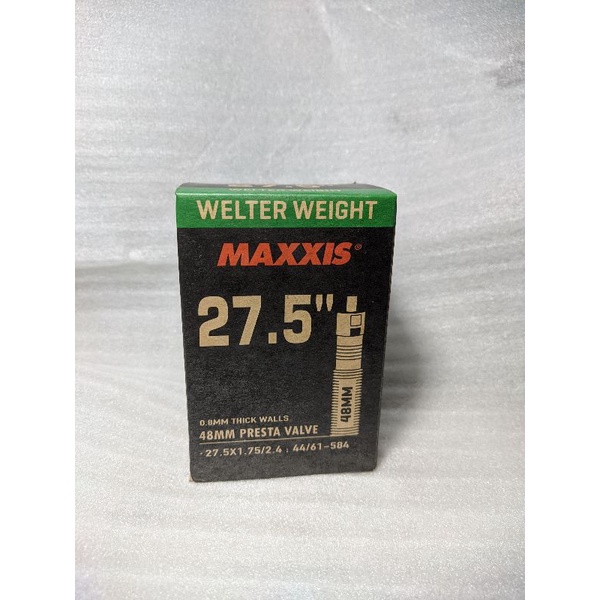 WELTER WEIGHT
MAXXIS®
27.5"
48MM
0.8MM THICK WALLS
48MM PRESTA VALVE
· 27.5X1.75/2.4 ; 44/61-584